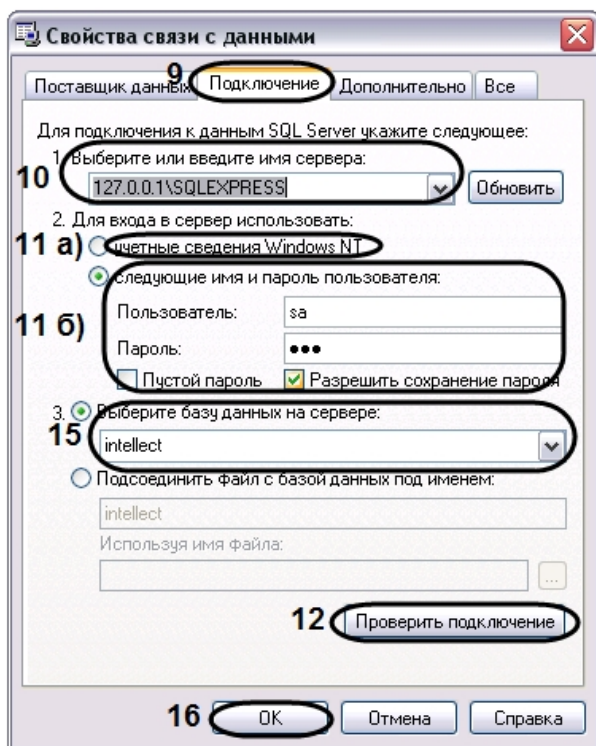 Свойства связи с данными
9
Поставщик данных Подключение Дополнительно Все
Для подключения к данным SQL Server укажите следующее:
1. Выберите или введите имя сервера:
10
127.0.0.1\SQLEXPRESS Обновить
2. Для входа в сервер использовать:
11 а) учетные сведения Windows NT
следующие имя и пароль пользователя:
11 б)
Пользователь: sa
Пароль: •••
Пустой пароль Разрешить сохранение пароля
3. Выберите базу данных на сервере:
15
intellect
Подсоединить файл с базой данных под именем:
intellect
Используя имя файла:
...
12 Проверить подключение
16 OK Отмена Справка